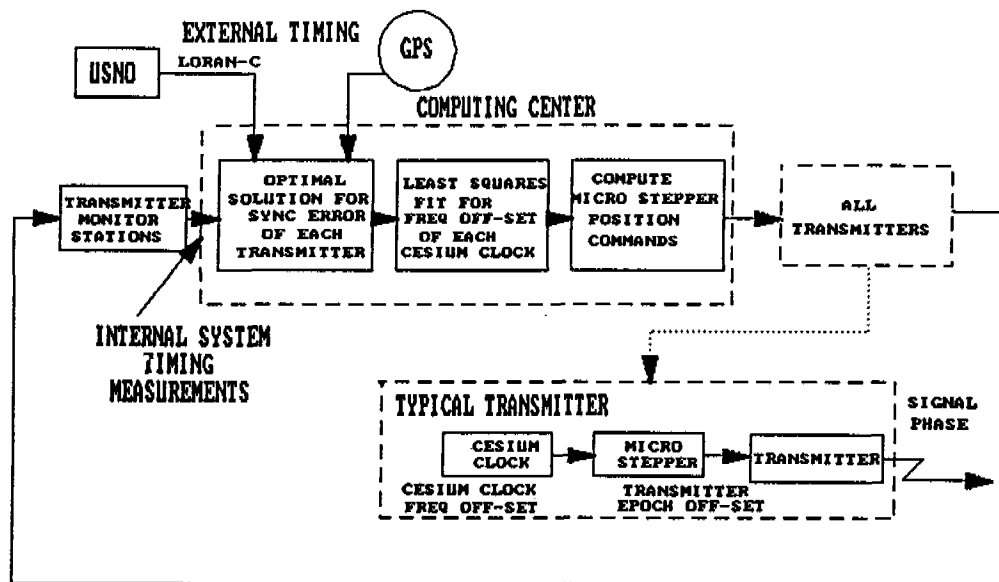 EXTERNAL TIMING
GPS
USNO
LORAN-C
COMPUTING CENTER
TRANSMITTER
MONITOR
STATIONS
OPTIMAL
SOLUTION FOR
SYNC ERROR
OF EACH
TRANSMITTER
LEAST SQUARES
FIT FOR
FREQ OFF-SET
OF EACH
CESIUM CLOCK
COMPUTE
MICRO STEPPER
POSITION
COMMANDS
ALL
TRANSMITTERS
INTERNAL SYSTEM
TIMING
MEASUREMENTS
TYPICAL TRANSMITTER
SIGNAL
PHASE
CESIUM
CLOCK
MICRO
STEPPER
TRANSMITTER
CESIUM CLOCK
FREQ OFF-SET
TRANSMITTER
EPOCH OFF-SET